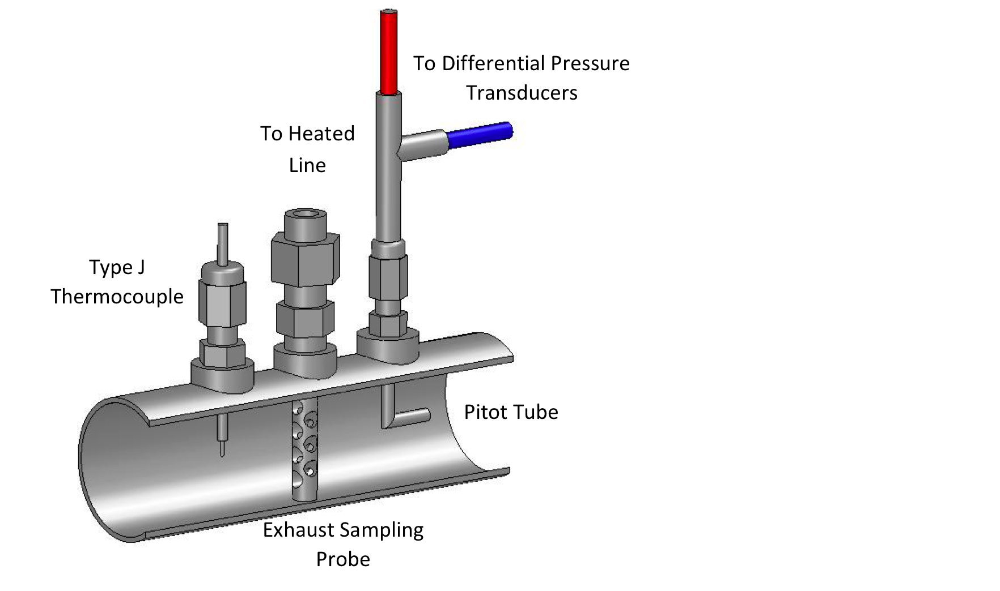 To Differential Pressure
Transducers
To Heated
Line
Type J
Thermocouple
Pitot Tube
Exhaust Sampling
Probe